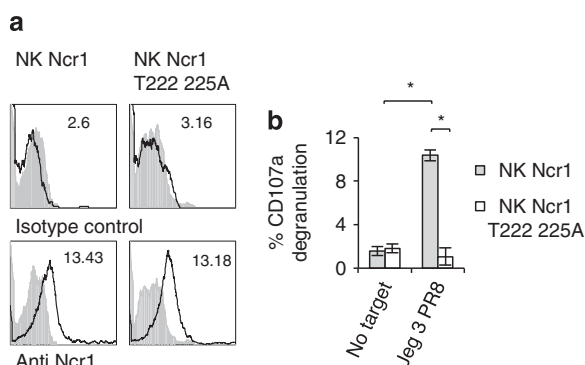 a
NK Ncr1
NK Ncr1
T222 225A
2.6
3.16
Isotype control
13.43
13.18
Anti Ncr1
b
*
*
% CD107a
degranulation
12
8
4
0
No target
Jeg 3 PR8
NK Ncr1
NK Ncr1
T222 225A